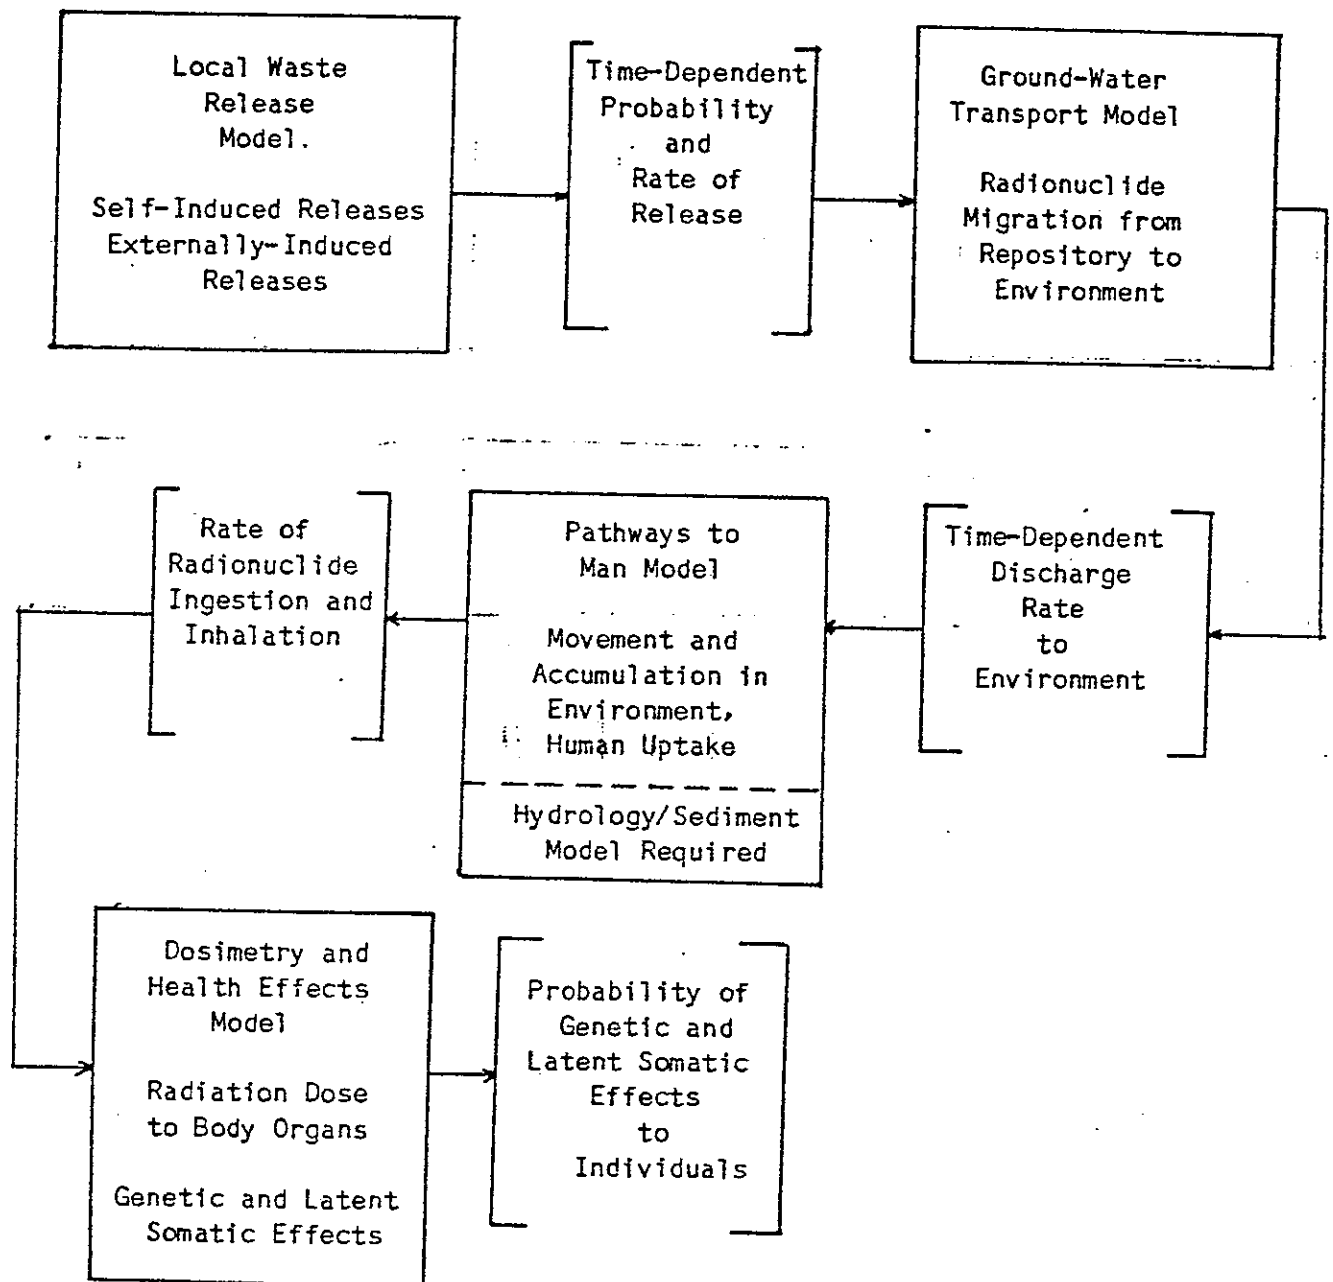 Local Waste
Release
Model.
Self-Induced Releases
Externally-Induced
Releases
Time-Dependent
Probability
and
Rate of
Release
Ground-Water
Transport Model
Radionuclide
Migration from
Repository to
Environment
Time-Dependent
Discharge
Rate
to
Environment
Pathways to
Man Model
Movement and
Accumulation in
Environment,
Human Uptake
Hydrology/Sediment
Model Required
Rate of
Radionuclide
Ingestion and
Inhalation
Dosimetry and
Health Effects
Model
Radiation Dose
to Body Organs
Genetic and Latent
Somatic Effects
Probability of
Genetic and
Latent Somatic
Effects
to
Individuals